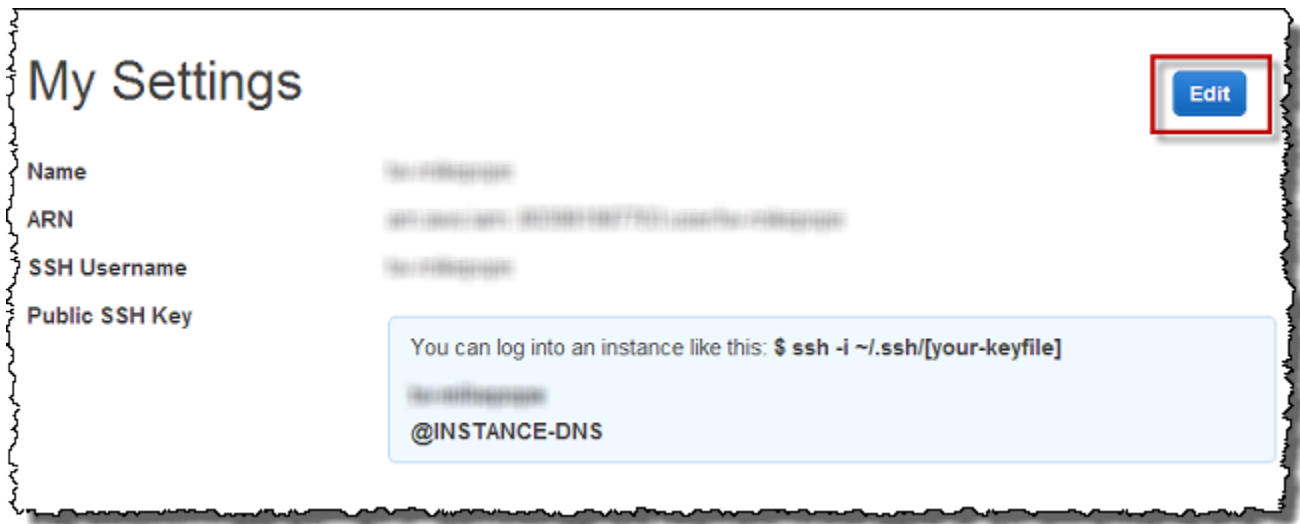 My Settings
Edit
Name
ARN
SSH Username
Public SSH Key
You can log into an instance like this: $ ssh -i ~/.ssh/[your-keyfile]
@INSTANCE-DNS